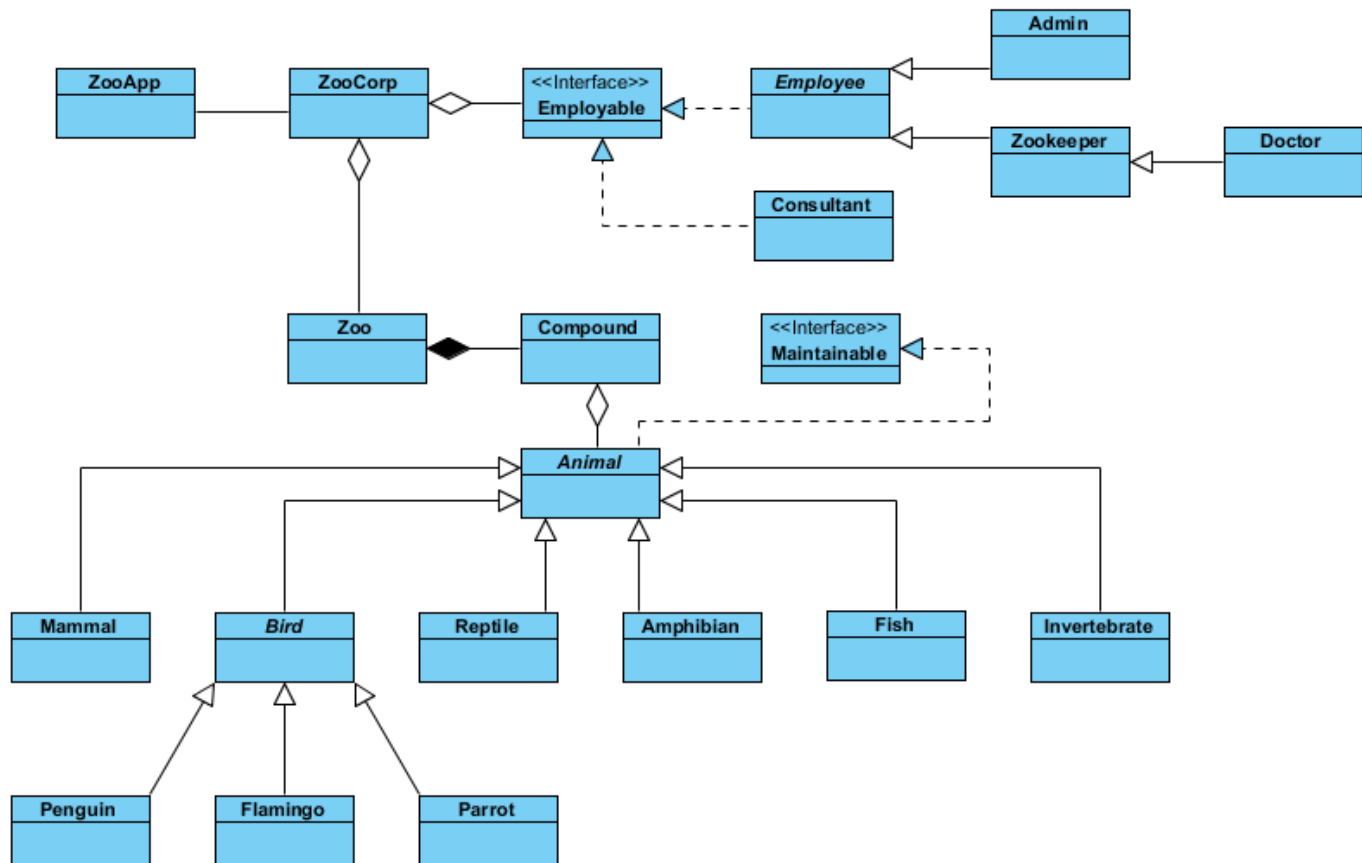 Admin
ZooApp
ZooCorp
<<Interface>>
Employable
Employee
Zookeeper
Doctor
Consultant
Zoo
Compound
<<Interface>>
Maintainable
Animal
Mammal
Bird
Reptile
Amphibian
Fish
Invertebrate
Penguin
Flamingo
Parrot